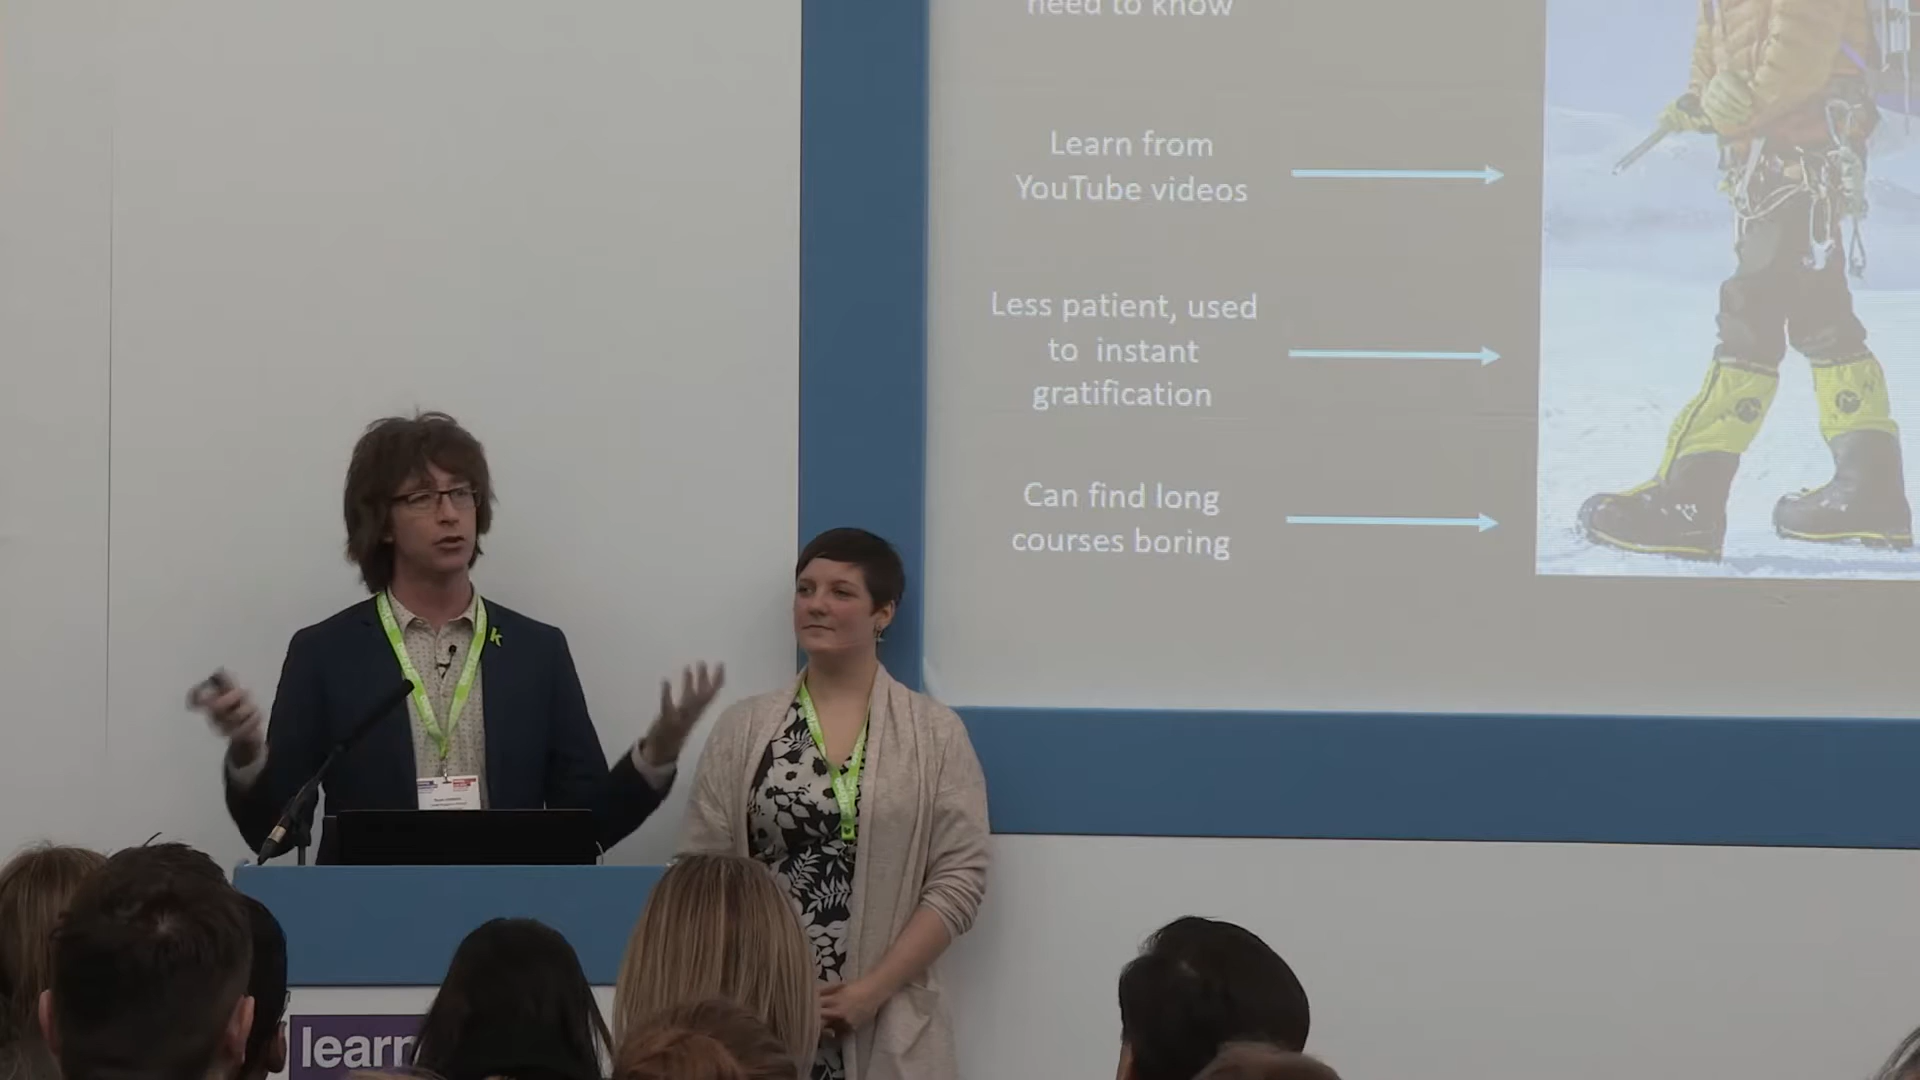 need to know
Learn from
YouTube videos
Less patient, used
to instant
gratification
Can find long
courses boring
k
learn